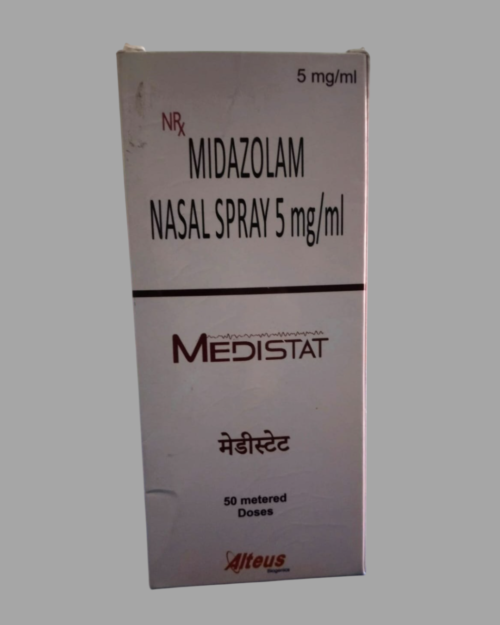 5 mg/ml
NRx
MIDAZOLAM
NASAL SPRAY 5 mg/ml
MEDISTAT
मेडीस्टेट
50 metered
Doses
Alteus